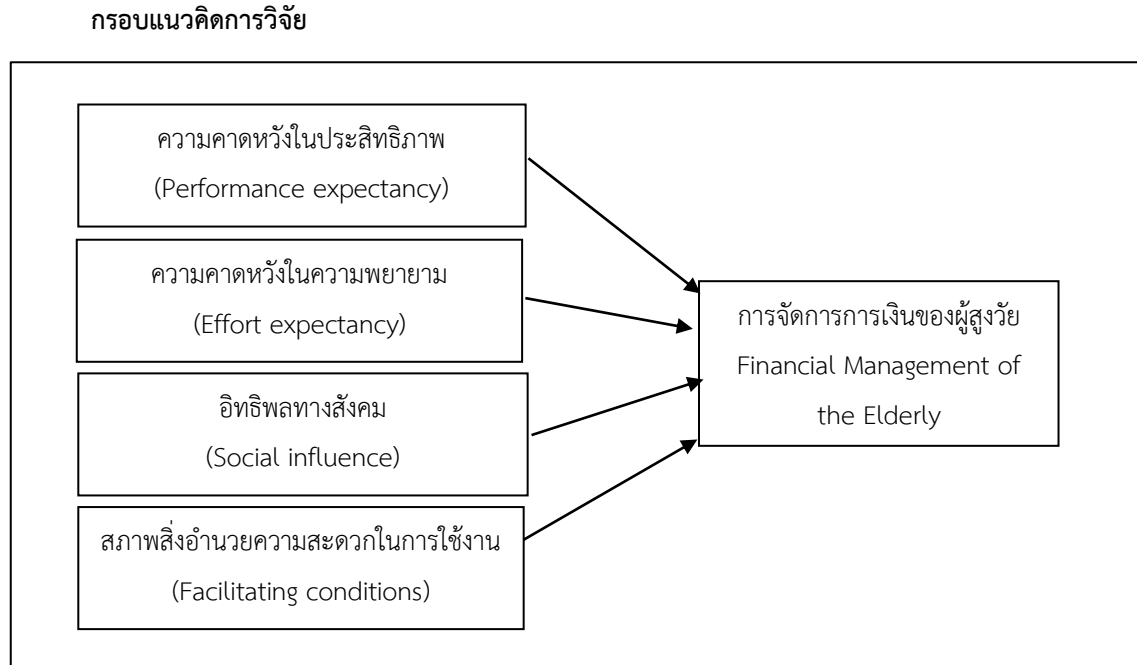 กรอบแนวคิดการวิจัย
ความคาดหวังในประสิทธิภาพ
(Performance expectancy)
ความคาดหวังในความพยายาม
(Effort expectancy)
อิทธิพลทางสังคม
(Social influence)
สภาพสิ่งอำนวยความสะดวกในการใช้งาน
(Facilitating conditions)
การจัดการการเงินของผู้สูงวัย
Financial Management of
the Elderly